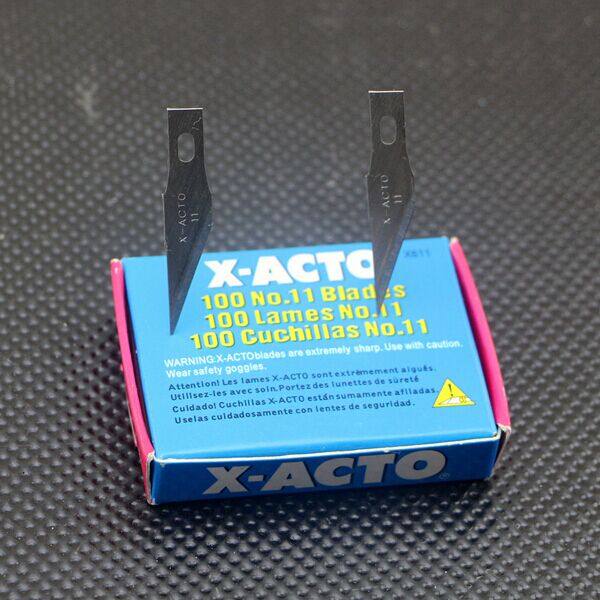 X-ACTO
11
X-ACTO
11
X-ACTO
X611
100 No.11 Blades
100 Lames No.11
100 Cuchillas No.11
WARNING:X-ACTO blades are extremely sharp. Use with caution.
Wear safety goggles.
Attention! Les lames X-ACTO sont extrêmement aiguës.
Utilisez-les avec soin. Portez des lunettes de sûreté
Cuidado! Cuchillas X-ACTO están sumamente afiladas.
Uselas cuidadosamente con lentes de seguridad.
X-ACTO®